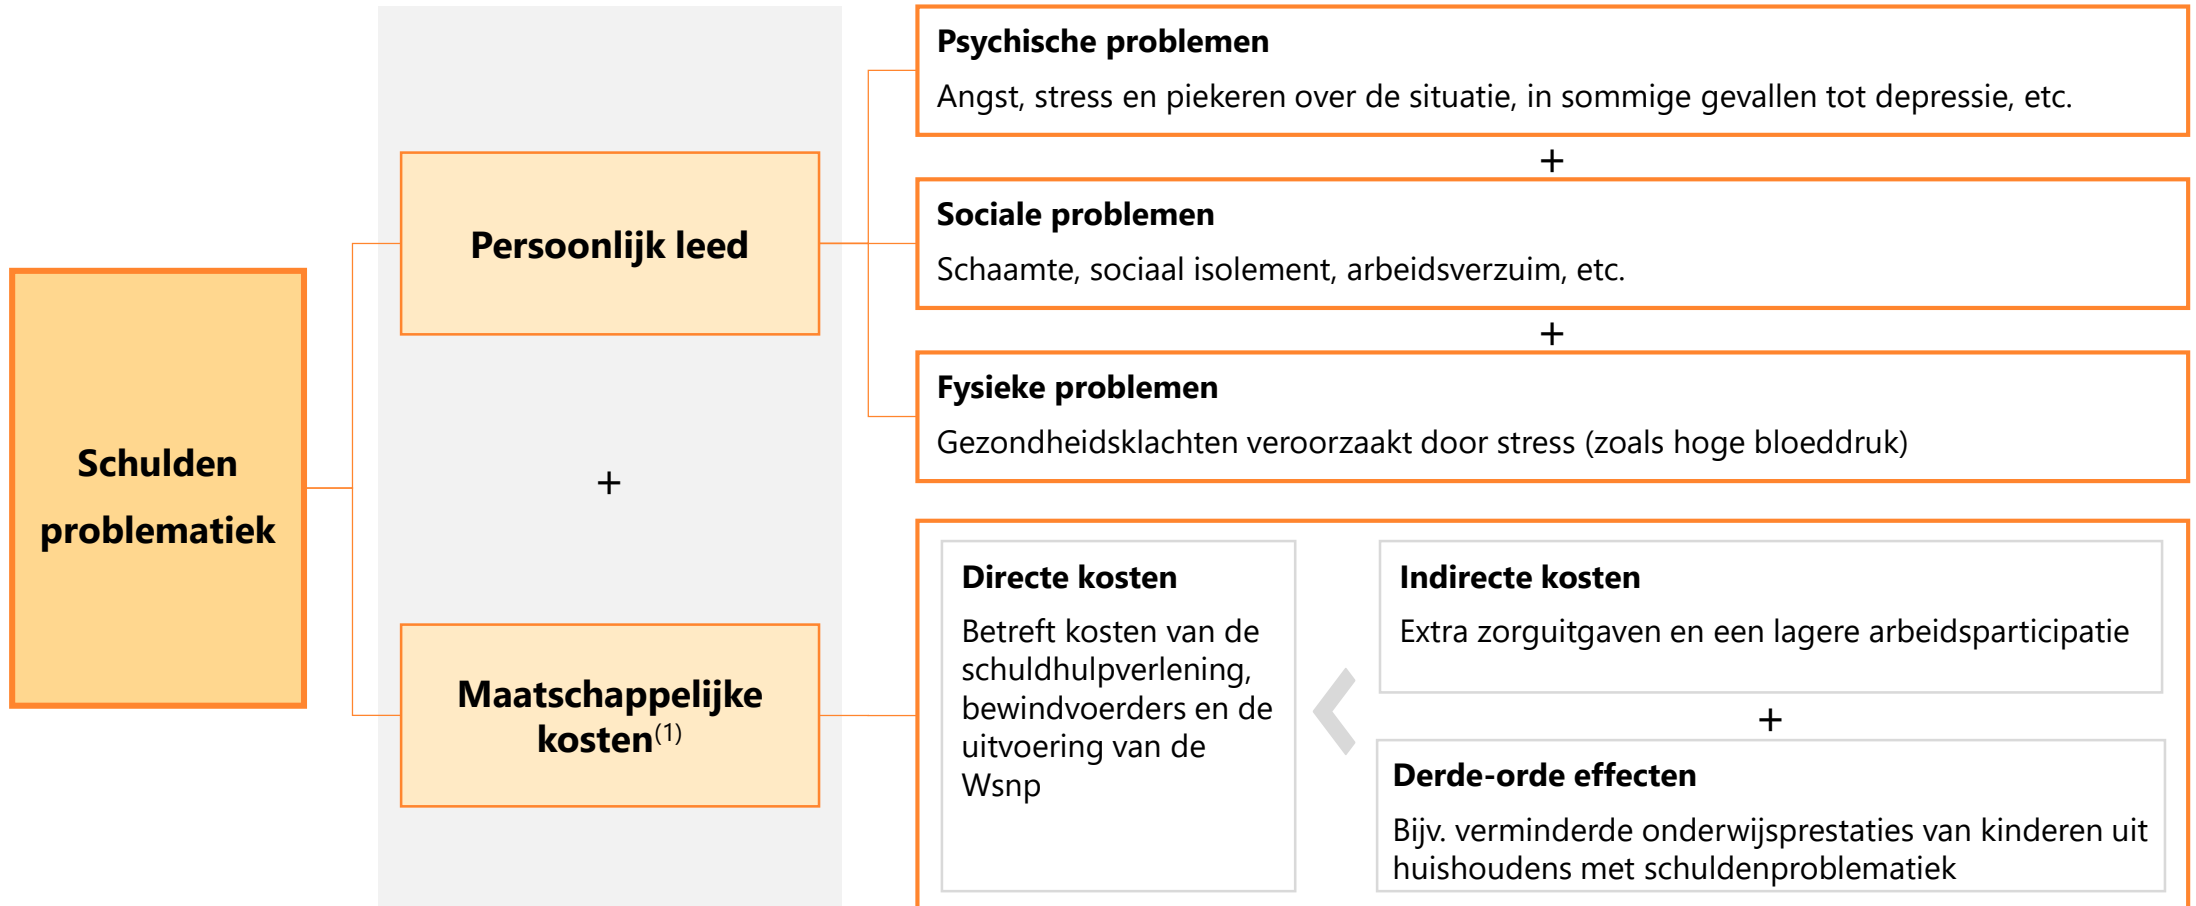 Schulden
problematiek
Persoonlijk leed
+
Maatschappelijke
kosten(1)
Psychische problemen
Angst, stress en piekeren over de situatie, in sommige gevallen tot depressie, etc.
+
Sociale problemen
Schaamte, sociaal isolement, arbeidsverzuim, etc.
+
Fysieke problemen
Gezondheidsklachten veroorzaakt door stress (zoals hoge bloeddruk)
Directe kosten
Betreft kosten van de
schuldhulpverlening,
bewindvoerders en de
uitvoering van de
Wsnp
Indirecte kosten
Extra zorguitgaven en een lagere arbeidsparticipatie
+
Derde-orde effecten
Bijv. verminderde onderwijsprestaties van kinderen uit
huishoudens met schuldenproblematiek